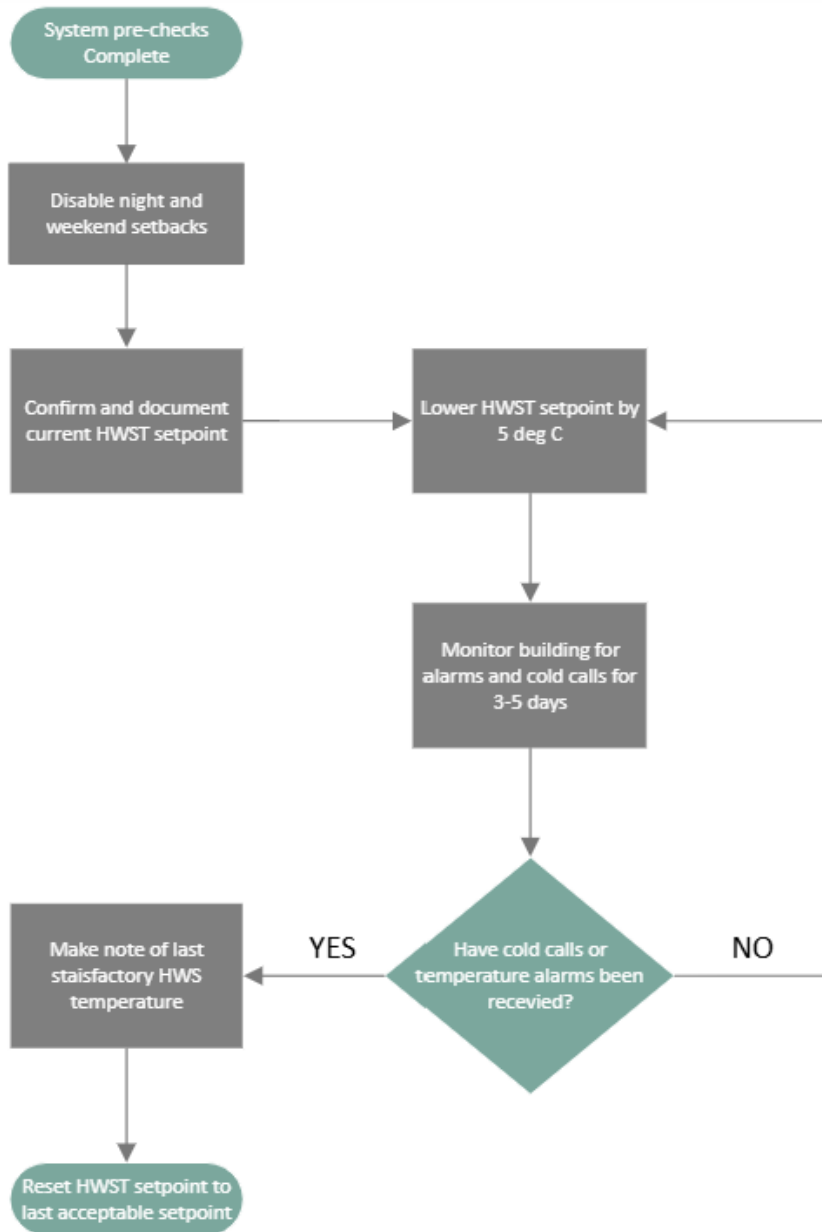 System pre-checks
Complete
Disable night and
weekend setbacks
Confirm and document
current HWST setpoint
Lower HWST setpoint by
5 deg C
Monitor building for
alarms and cold calls for
3-5 days
Have cold calls or
temperature alarms been
recevied?
YES
NO
Make note of last
staisfactory HWS
temperature
Reset HWST setpoint to
last acceptable setpoint